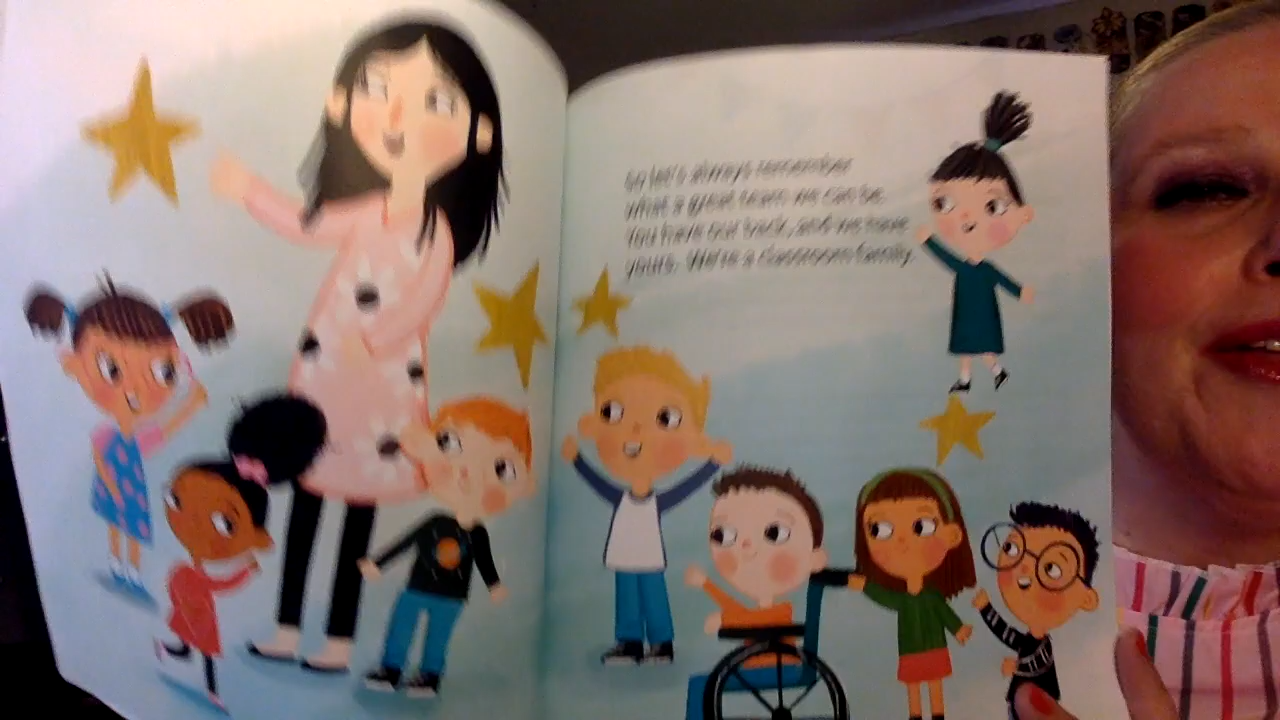 So let's always remember
what a great team we can be.
You have our back, and we have
yours. We're a classroom family.